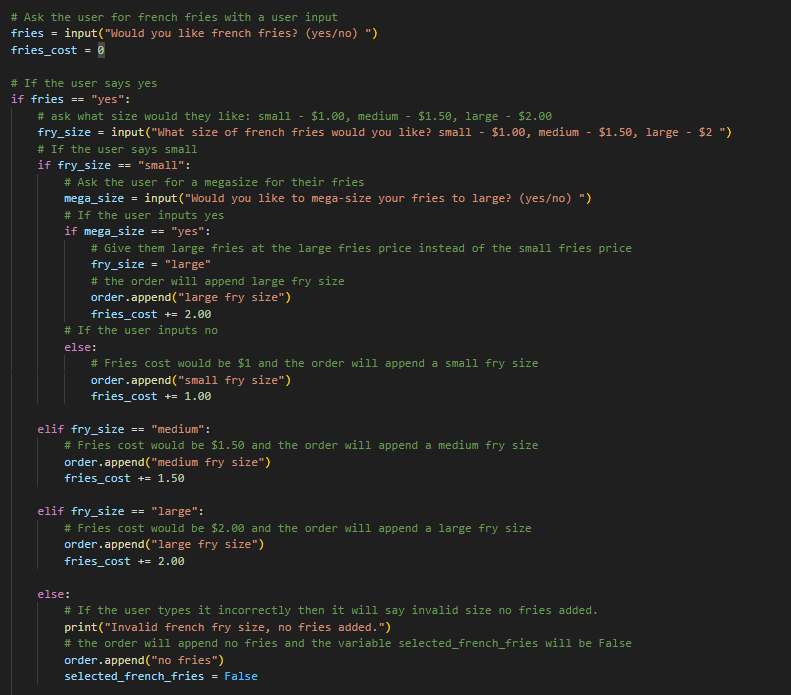 # Ask the user for french fries with a user input
fries = input("Would you like french fries? (yes/no) ")
fries_cost = 0

# If the user says yes
if fries == "yes":
    # ask what size would they like: small - $1.00, medium - $1.50, large - $2.00
    fry_size = input("What size of french fries would you like? small - $1.00, medium - $1.50, large - $2 ")
    # If the user says small
    if fry_size == "small":
        # Ask the user for a megasize for their fries
        mega_size = input("Would you like to mega-size your fries to large? (yes/no) ")
        # If the user inputs yes
        if mega_size == "yes":
            # Give them large fries at the large fries price instead of the small fries price
            fry_size = "large"
            # the order will append large fry size
            order.append("large fry size")
            fries_cost += 2.00
        # If the user inputs no
        else:
            # Fries cost would be $1 and the order will append a small fry size
            order.append("small fry size")
            fries_cost += 1.00

    elif fry_size == "medium":
        # Fries cost would be $1.50 and the order will append a medium fry size
        order.append("medium fry size")
        fries_cost += 1.50

    elif fry_size == "large":
        # Fries cost would be $2.00 and the order will append a large fry size
        order.append("large fry size")
        fries_cost += 2.00

    else:
        # If the user types it incorrectly then it will say invalid size no fries added.
        print("Invalid french fry size, no fries added.")
        # the order will append no fries and the variable selected_french_fries will be False
        order.append("no fries")
        selected_french_fries = False